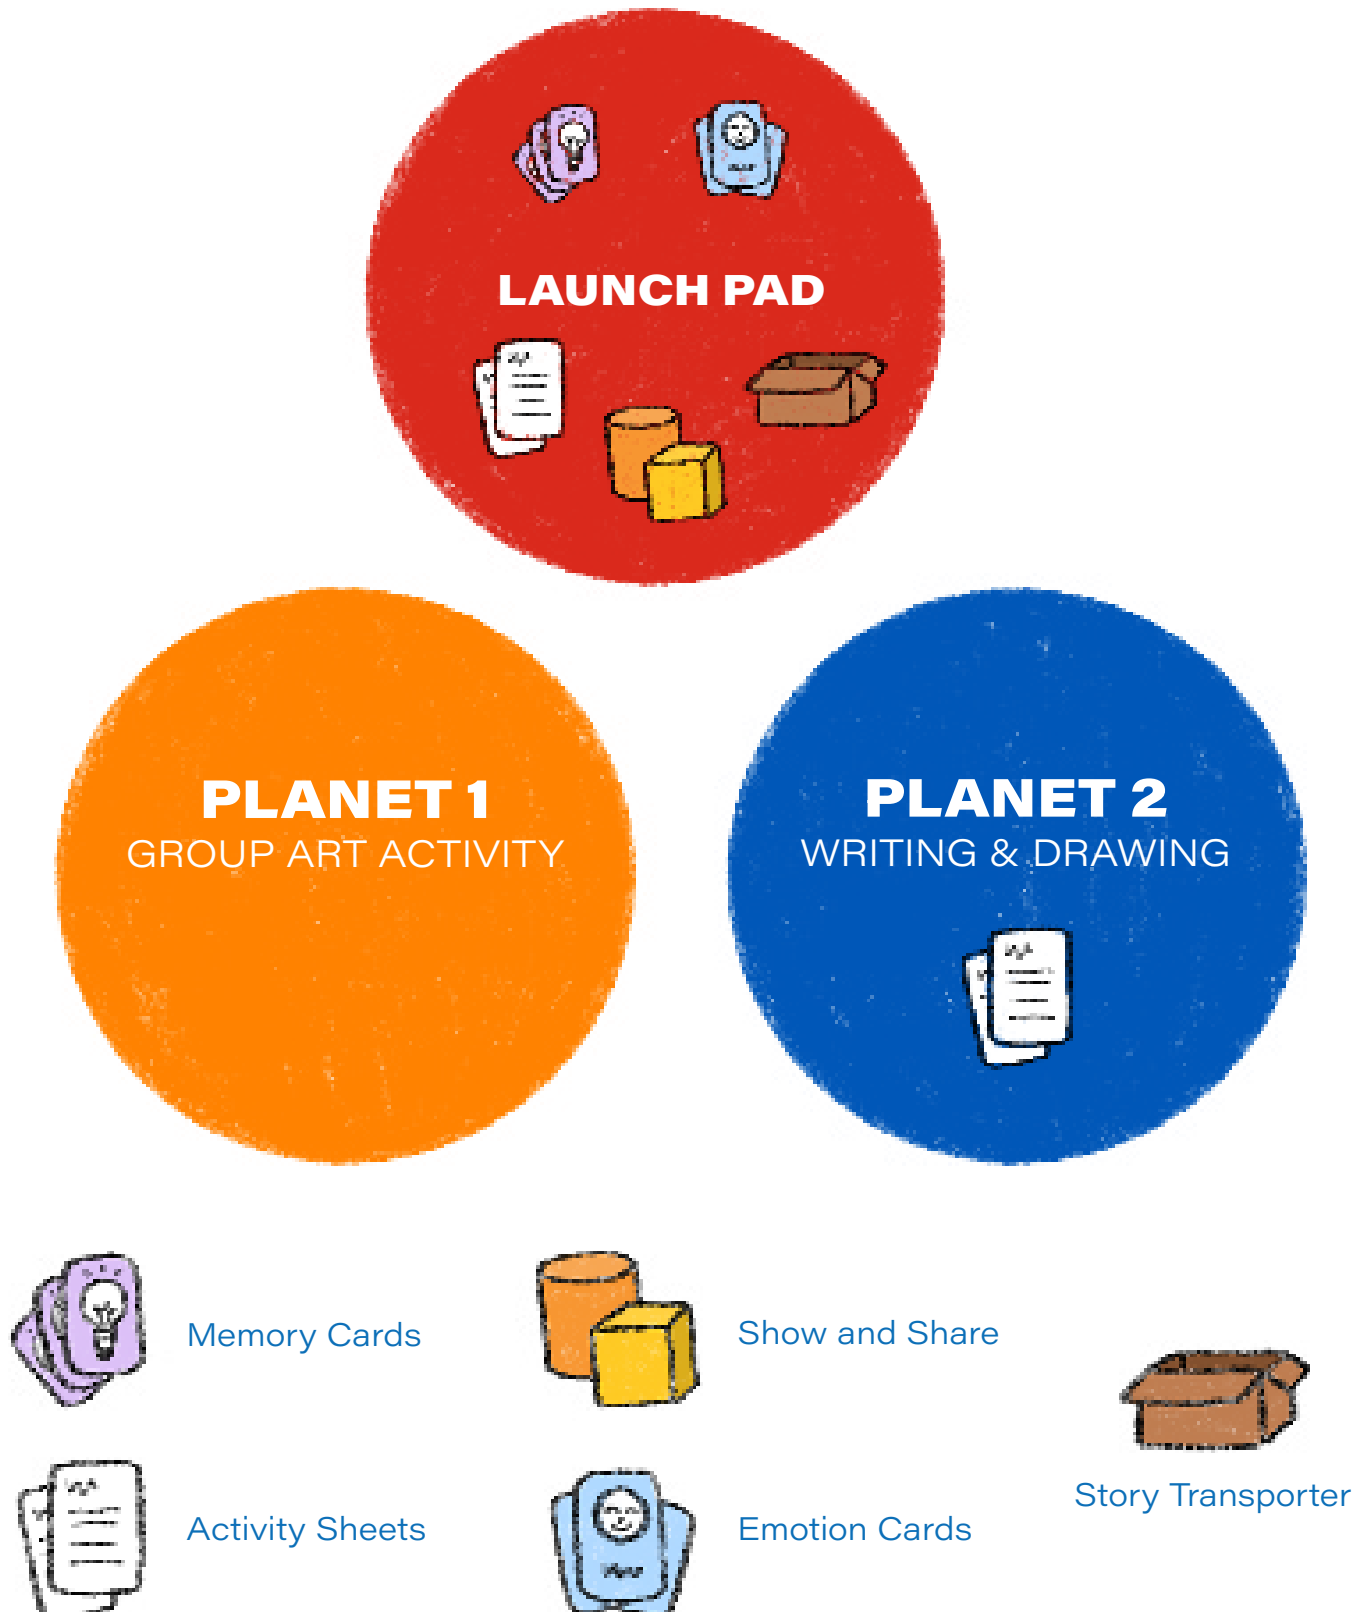 LAUNCH PAD
PLANET 1
GROUP ART ACTIVITY
PLANET 2
WRITING & DRAWING
Memory Cards
Show and Share
Story Transporter
Activity Sheets
Emotion Cards